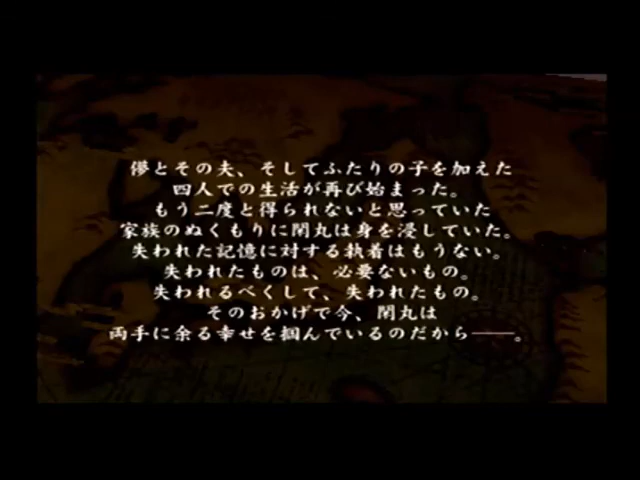 儚とその夫、そしてふたりの子を加えた
四人での生活が再び始まった。
もう二度と得られないと思っていた
家族のぬくもりに閑丸は身を浸していた。
失われた記憶に対する執着はもうない。
失われたものは、必要ないもの。
失われるべくして、失われたもの。
そのおかげで今、閑丸は
両手に余る幸せを掴んでいるのだから――。